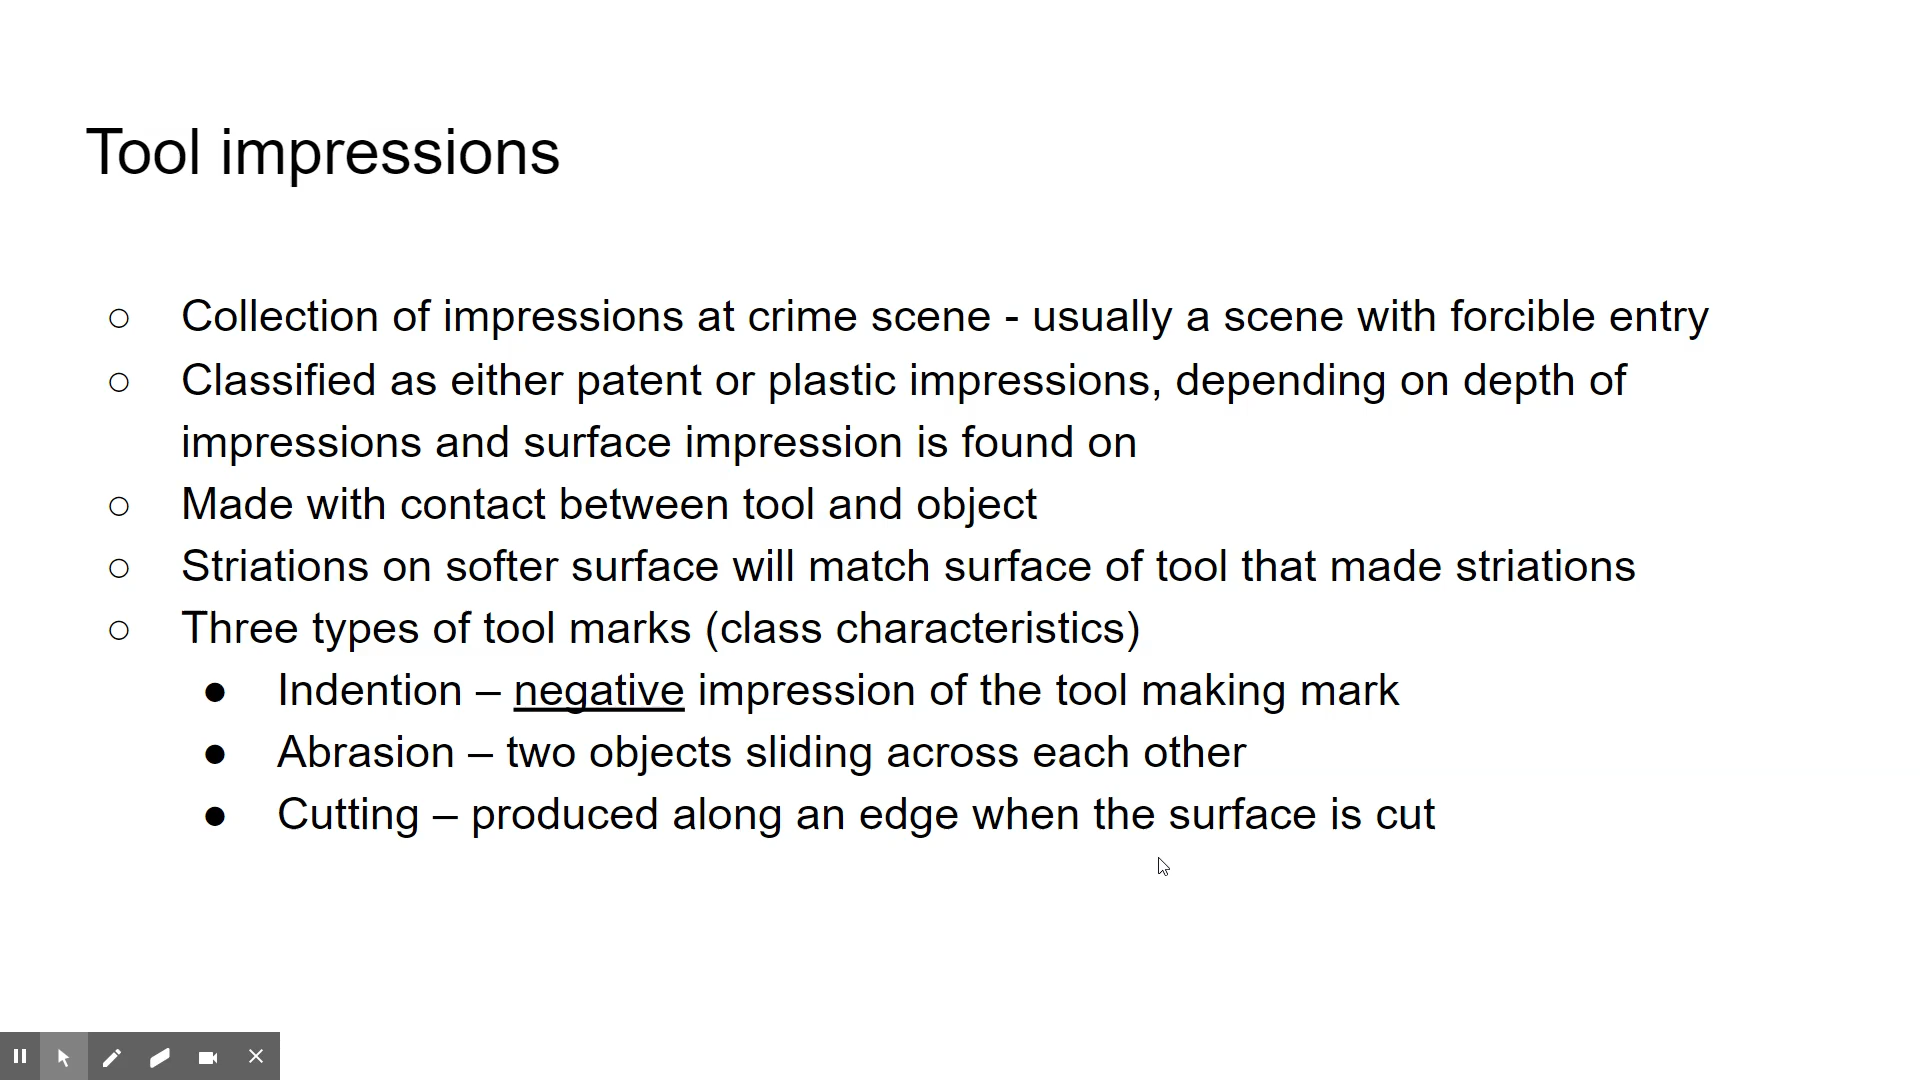 Tool impressions
○ Collection of impressions at crime scene - usually a scene with forcible entry
○ Classified as either patent or plastic impressions, depending on depth of
impressions and surface impression is found on
○ Made with contact between tool and object
○ Striations on softer surface will match surface of tool that made striations
○ Three types of tool marks (class characteristics)
● Indention – negative impression of the tool making mark
● Abrasion – two objects sliding across each other
● Cutting – produced along an edge when the surface is cut